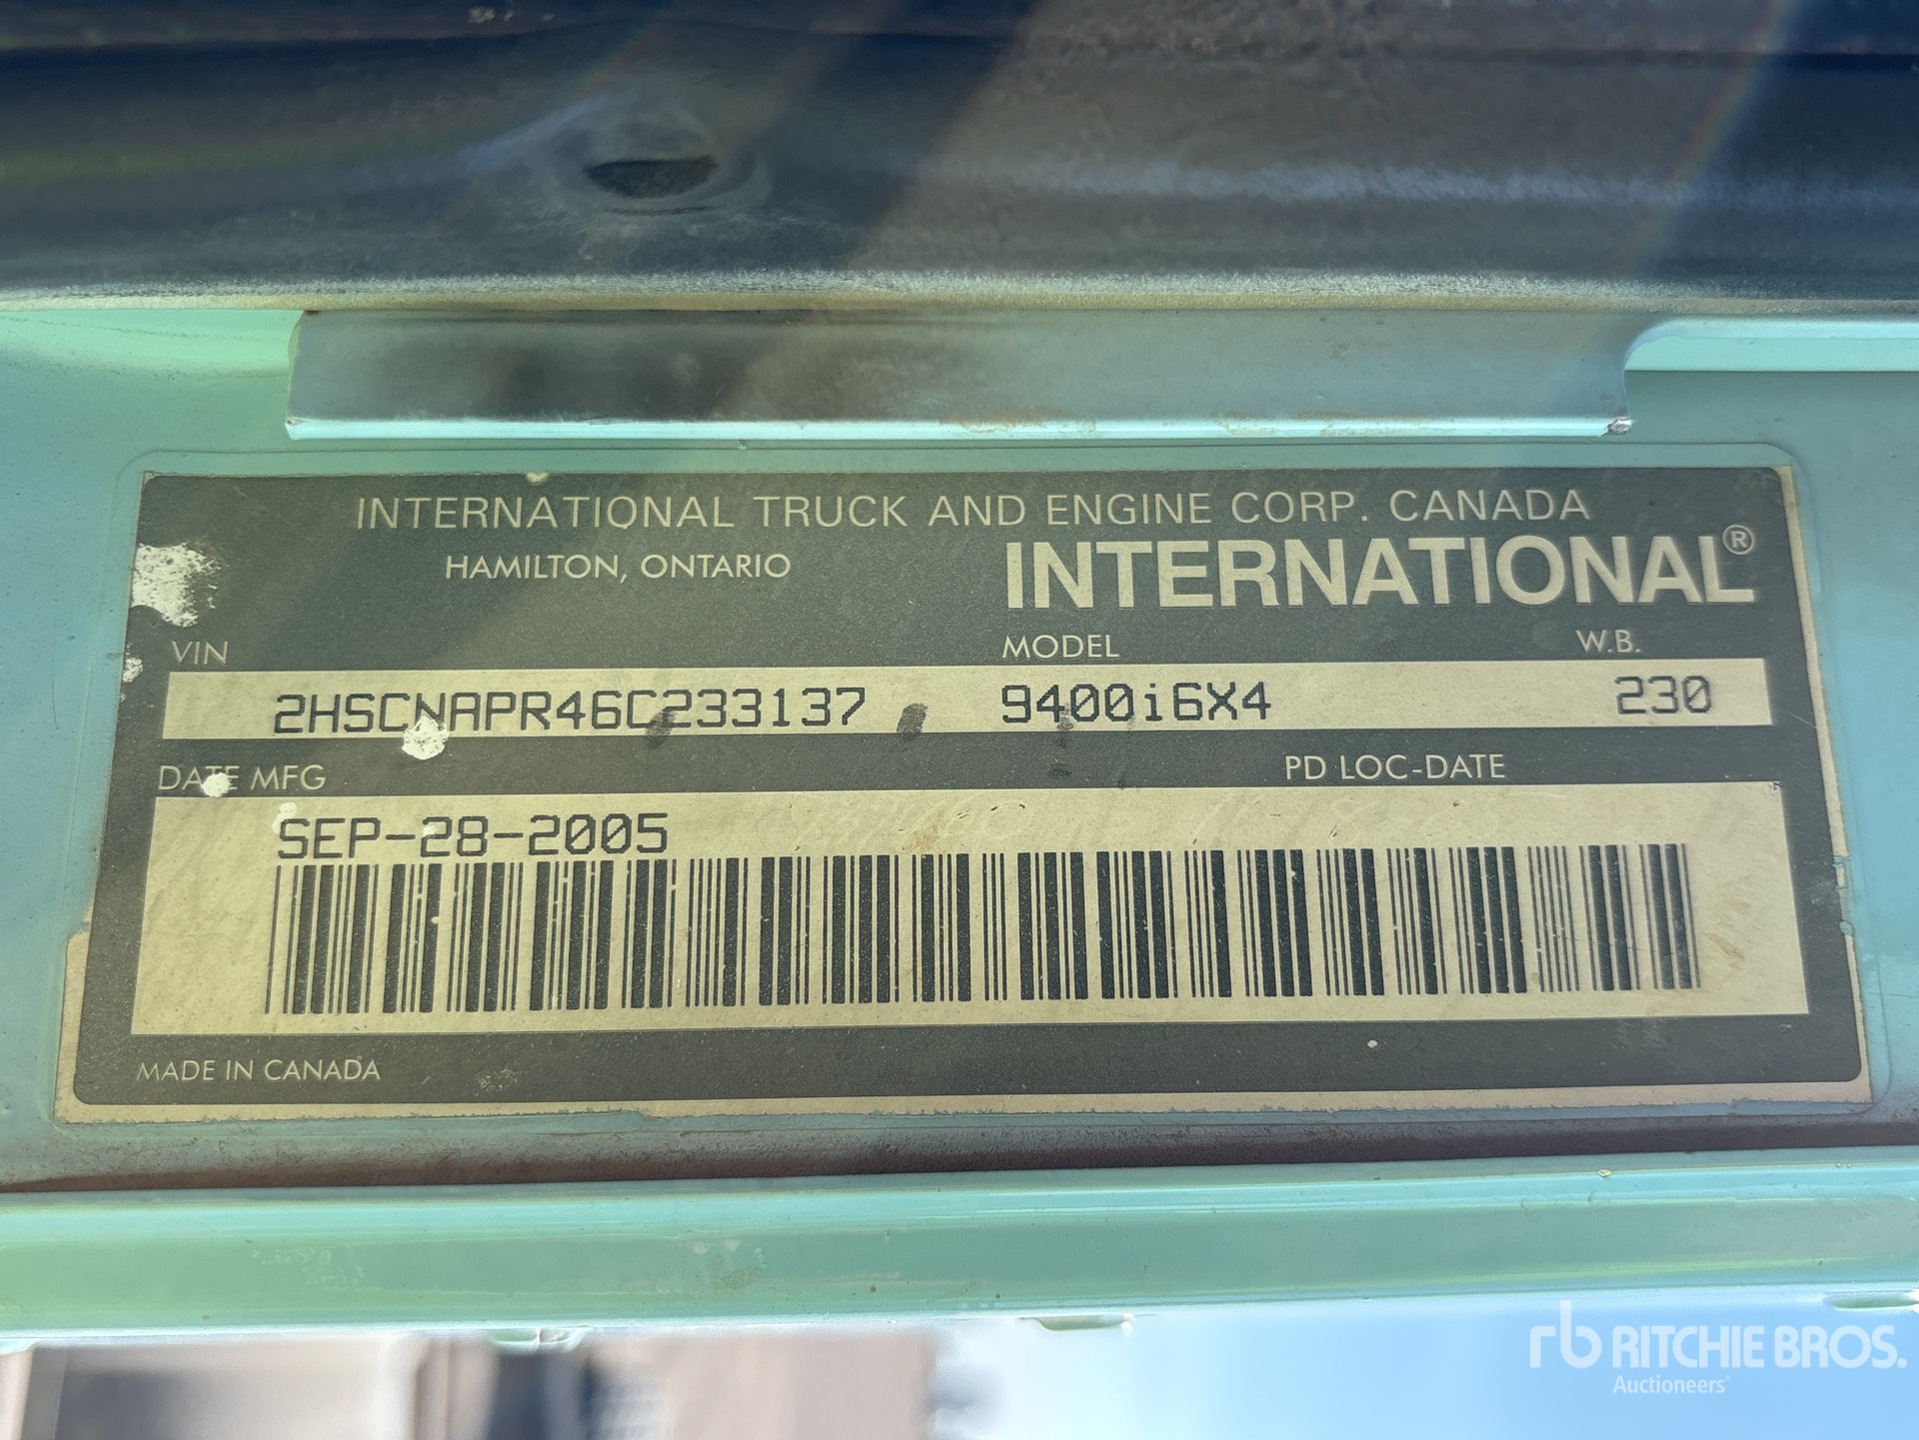 INTERNATIONAL TRUCK AND ENGINE CORP. CANADA
HAMILTON, ONTARIO
INTERNATIONAL®
VIN MODEL W.B.
2HSCNAPR46C233137 9400i6X4 230
DATE MFG PD LOC-DATE
SEP-28-2005
MADE IN CANADA
rb RITCHIE BROS.
Auctioneers